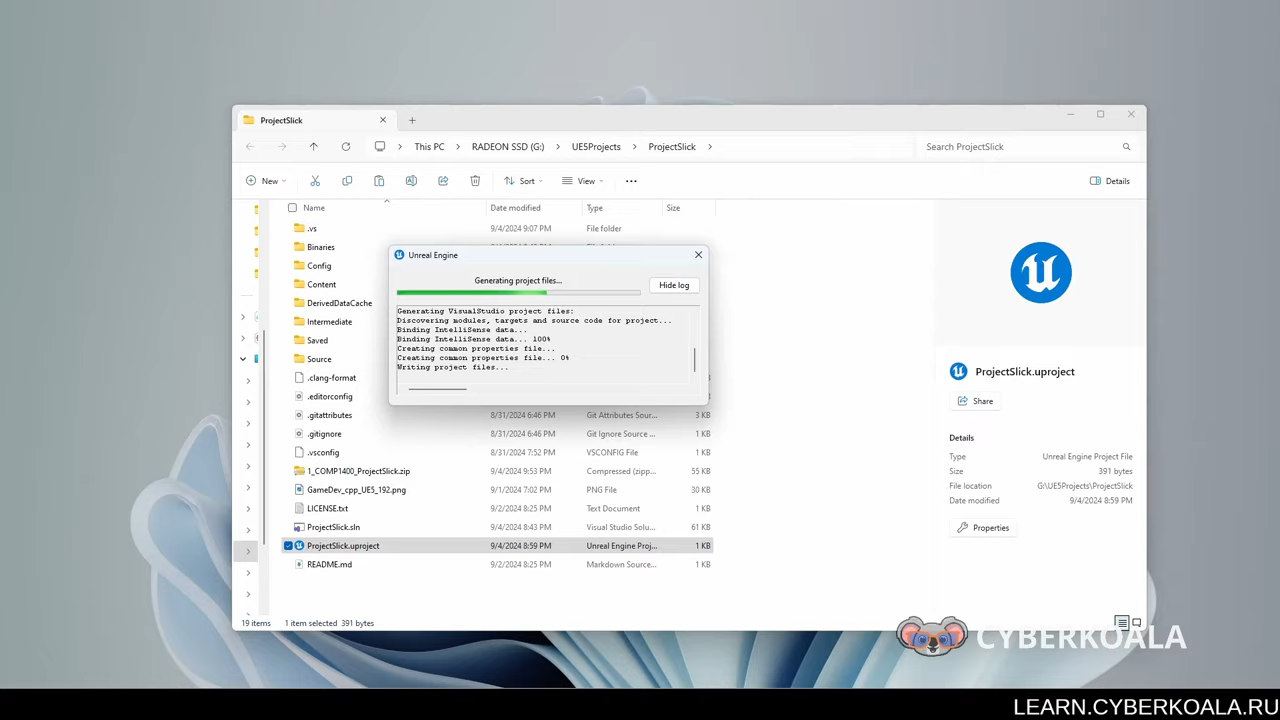 ProjectSlick
This PC
RADEON SSD (G:)
UE5Projects
ProjectSlick
Search ProjectSlick
New
Sort
View
Details
Name
Date modified
Type
Size
.vs 9/4/2024 9:07 PM File folder
Binaries
Config
Content
DerivedDataCache
Intermediate
Saved
Source
.clang-format
.editorconfig
.gitattributes 8/31/2024 6:46 PM Git Attributes Sour... 3 KB
.gitignore 8/31/2024 6:46 PM Git Ignore Source ... 1 KB
.vsconfig 8/31/2024 7:52 PM VSCONFIG File 1 KB
1_COMP1400_ProjectSlick.zip 9/4/2024 9:53 PM Compressed (zipp... 55 KB
GameDev_cpp_UE5_192.png 9/1/2024 7:02 PM PNG File 30 KB
LICENSE.txt 9/2/2024 8:25 PM Text Document 1 KB
ProjectSlick.sln 9/4/2024 8:43 PM Visual Studio Solu... 61 KB
ProjectSlick.uproject 9/4/2024 8:59 PM Unreal Engine Proj... 1 KB
README.md 9/2/2024 8:25 PM Markdown Source... 1 KB
19 items 1 item selected 391 bytes
Unreal Engine
Generating project files...
Hide log
Generating VisualStudio project files:
Discovering modules, targets and source code for project...
Binding IntelliSense data...
Binding IntelliSense data... 100%
Creating common properties file...
Creating common properties file... 0%
Writing project files...
ProjectSlick.uproject
Share
Details
Type Unreal Engine Project File
Size 391 bytes
File location G:\UE5Projects\ProjectSlick
Date modified 9/4/2024 8:59 PM
Properties
CYBERKOALA
LEARN.CYBERKOALA.RU